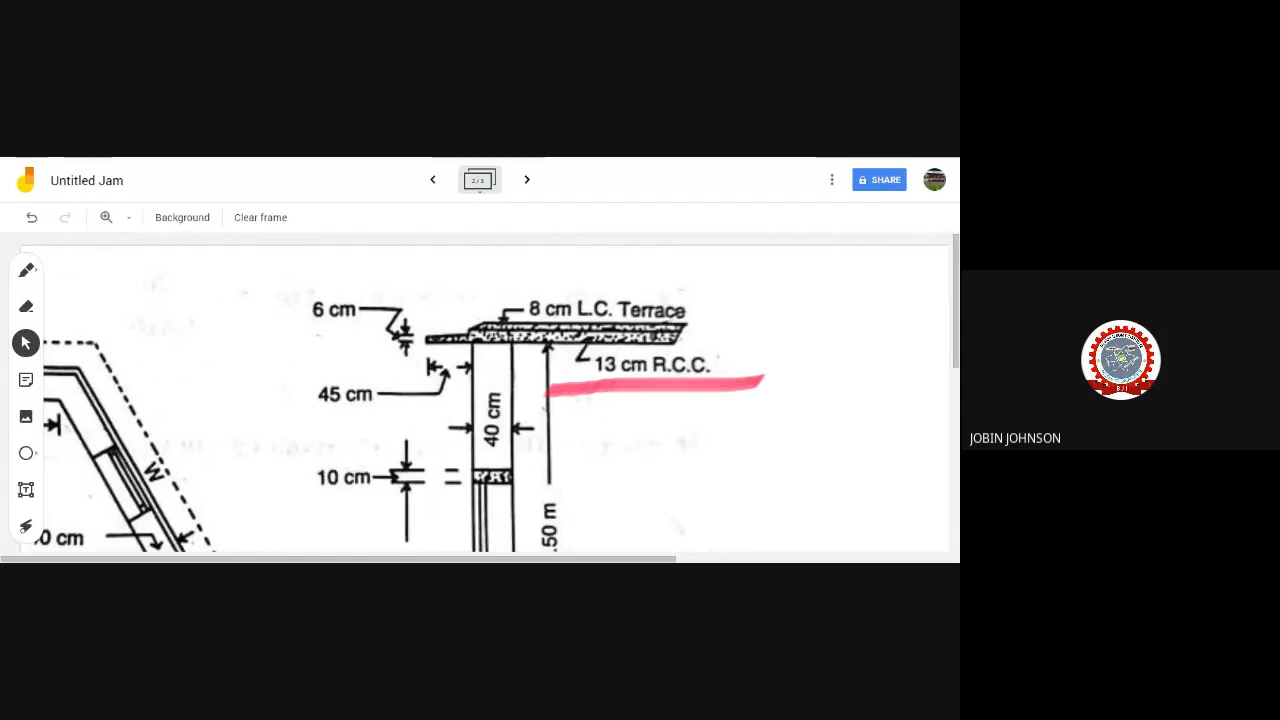 Untitled Jam
2 / 5
SHARE
Background
Clear frame
6 cm
8 cm L.C. Terrace
13 cm R.C.C.
45 cm
40 cm
10 cm
W
.50 m
0 cm
BJI
JOBIN JOHNSON